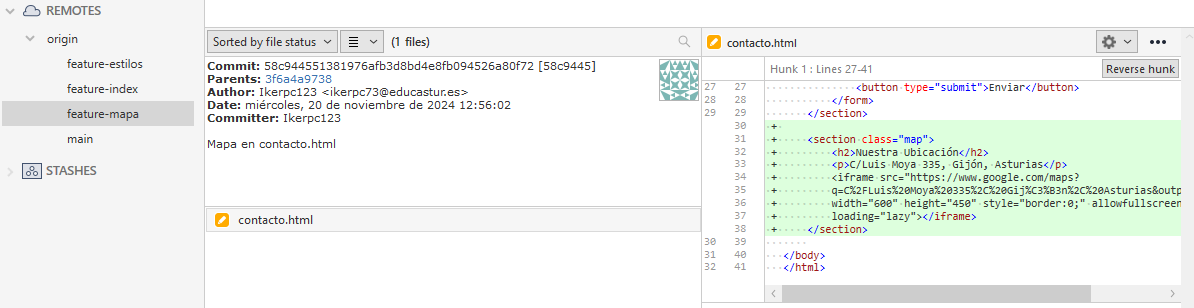 REMOTES
origin
feature-estilos
feature-index
feature-mapa
main
STASHES
Sorted by file status
(1 files)
Commit: 58c944551381976afb3d8bd4e8fb094526a80f72 [58c9445]
Parents: 3f6a4a9738
Author: Ikerpc123 <ikerpc73@educastur.es>
Date: miércoles, 20 de noviembre de 2024 12:56:02
Committer: Ikerpc123
Mapa en contacto.html
contacto.html
contacto.html
Hunk 1 : Lines 27-41
Reverse hunk
27 27 <button type="submit">Enviar</button>
28 28 </form>
29 29 </section>
30 +
31 + <section class="map">
32 + <h2>Nuestra Ubicación</h2>
33 + <p>C/Luis Moya 335, Gijón, Asturias</p>
34 + <iframe src="https://www.google.com/maps?
35 + q=C%2FLuis%20Moya%20335%2C%20Gij%C3%B3n%2C%20Asturias&outp
36 + width="600" height="450" style="border:0;" allowfullscreen
37 + loading="lazy"></iframe>
38 + </section>
30 39
31 40 </body>
32 41 </html>